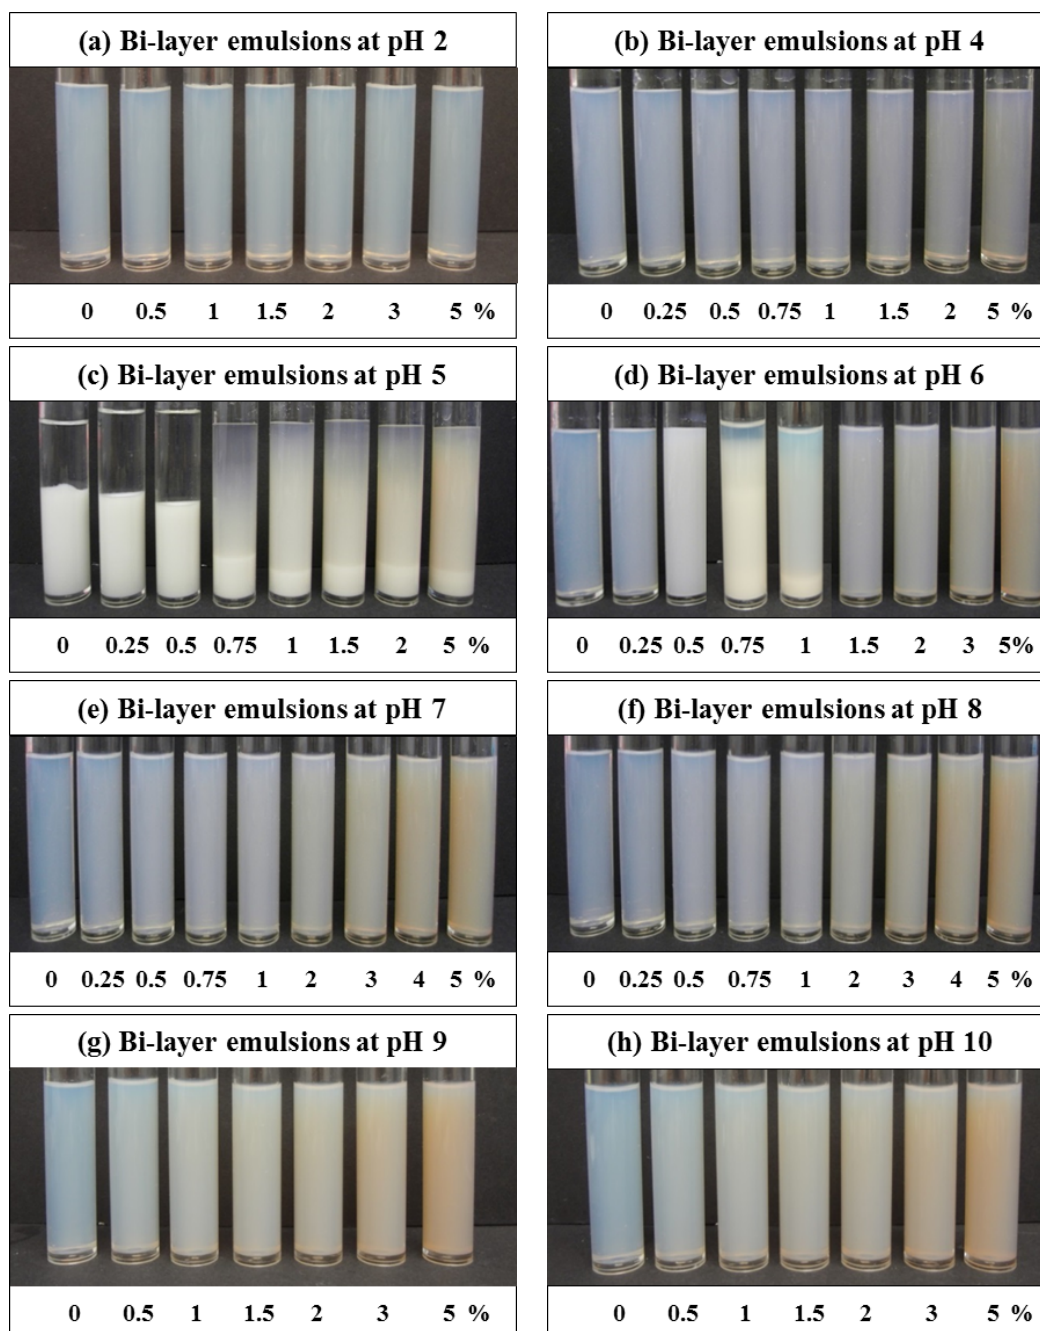 (a) Bi-layer emulsions at pH 2
(b) Bi-layer emulsions at pH 4
0 0.5 1 1.5 2 3 5 %
0 0.25 0.5 0.75 1 1.5 2 5 %
(c) Bi-layer emulsions at pH 5
(d) Bi-layer emulsions at pH 6
0 0.25 0.5 0.75 1 1.5 2 5 %
0 0.25 0.5 0.75 1 1.5 2 3 5%
(e) Bi-layer emulsions at pH 7
(f) Bi-layer emulsions at pH 8
0 0.25 0.5 0.75 1 2 3 4 5 %
0 0.25 0.5 0.75 1 2 3 4 5 %
(g) Bi-layer emulsions at pH 9
(h) Bi-layer emulsions at pH 10
0 0.5 1 1.5 2 3 5 %
0 0.5 1 1.5 2 3 5 %